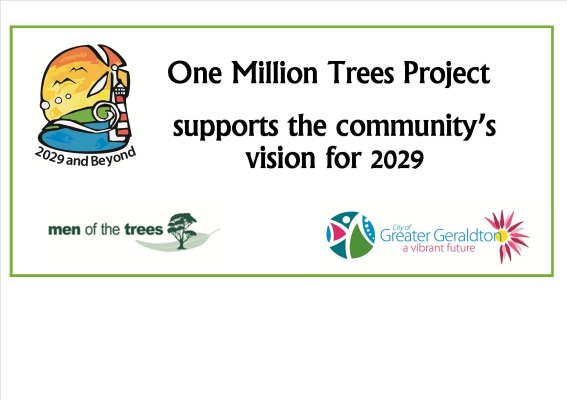 One Million Trees Project
supports the community's
vision for 2029
2029 and Beyond
men of the trees
City of
Greater Geraldton
a vibrant future